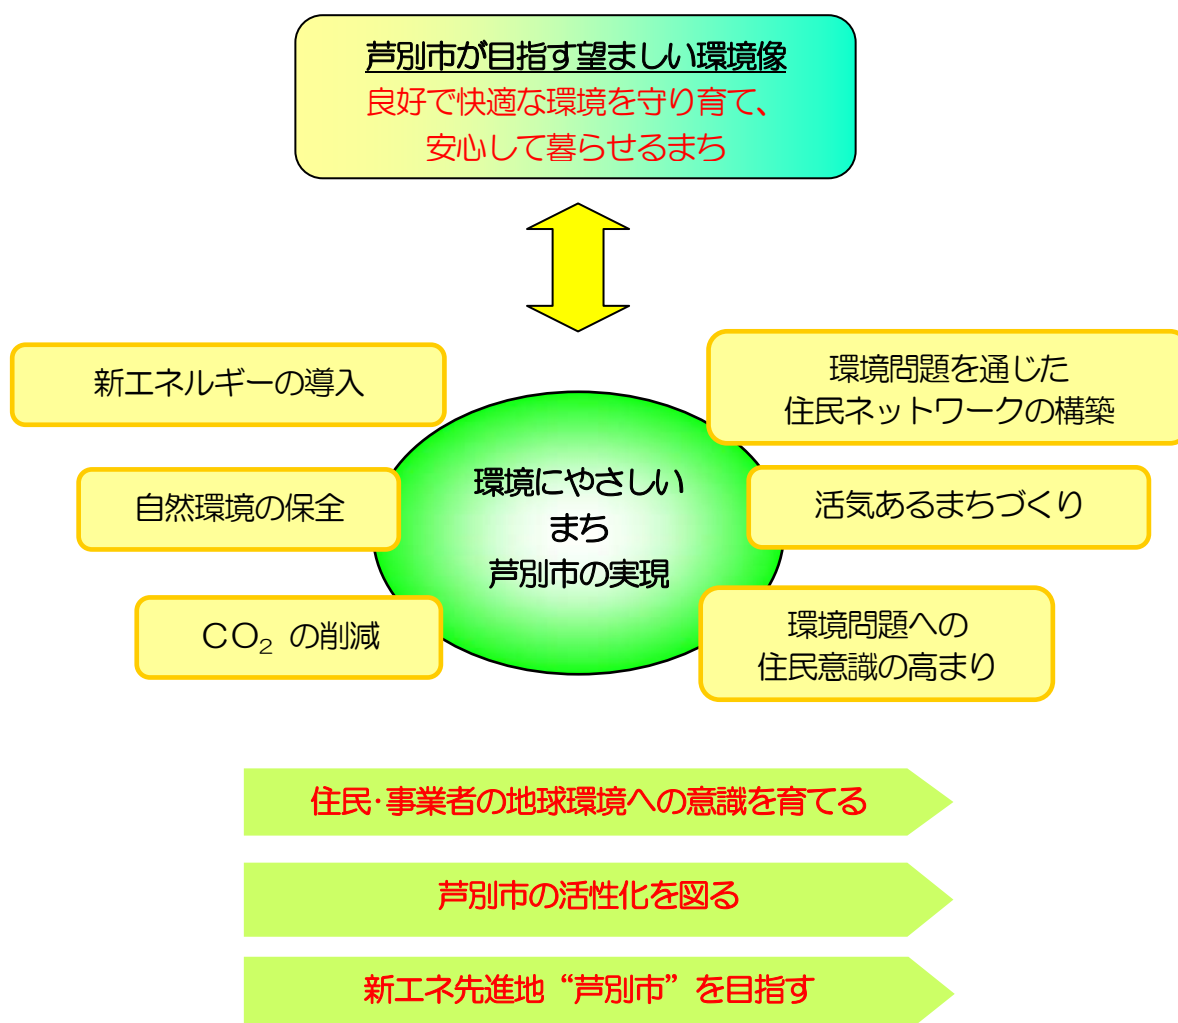 芦別市が目指す望ましい環境像
良好で快適な環境を守り育て、
安心して暮らせるまち
新エネルギーの導入
環境問題を通じた
住民ネットワークの構築
環境にやさしい
まち
芦別市の実現
自然環境の保全
活気あるまちづくり
CO₂ の削減
環境問題への
住民意識の高まり
住民・事業者の地球環境への意識を育てる
芦別市の活性化を図る
新エネ先進地“芦別市”を目指す